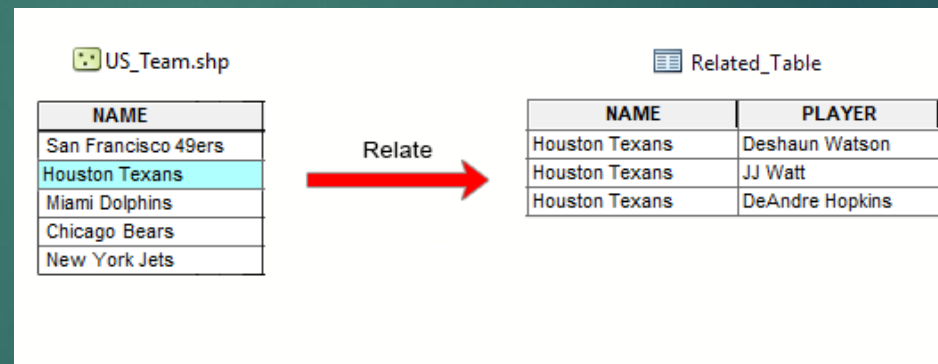 US_Team.shp
NAME
San Francisco 49ers
Houston Texans
Miami Dolphins
Chicago Bears
New York Jets
Relate
Related_Table
NAME PLAYER
Houston Texans Deshaun Watson
Houston Texans JJ Watt
Houston Texans DeAndre Hopkins